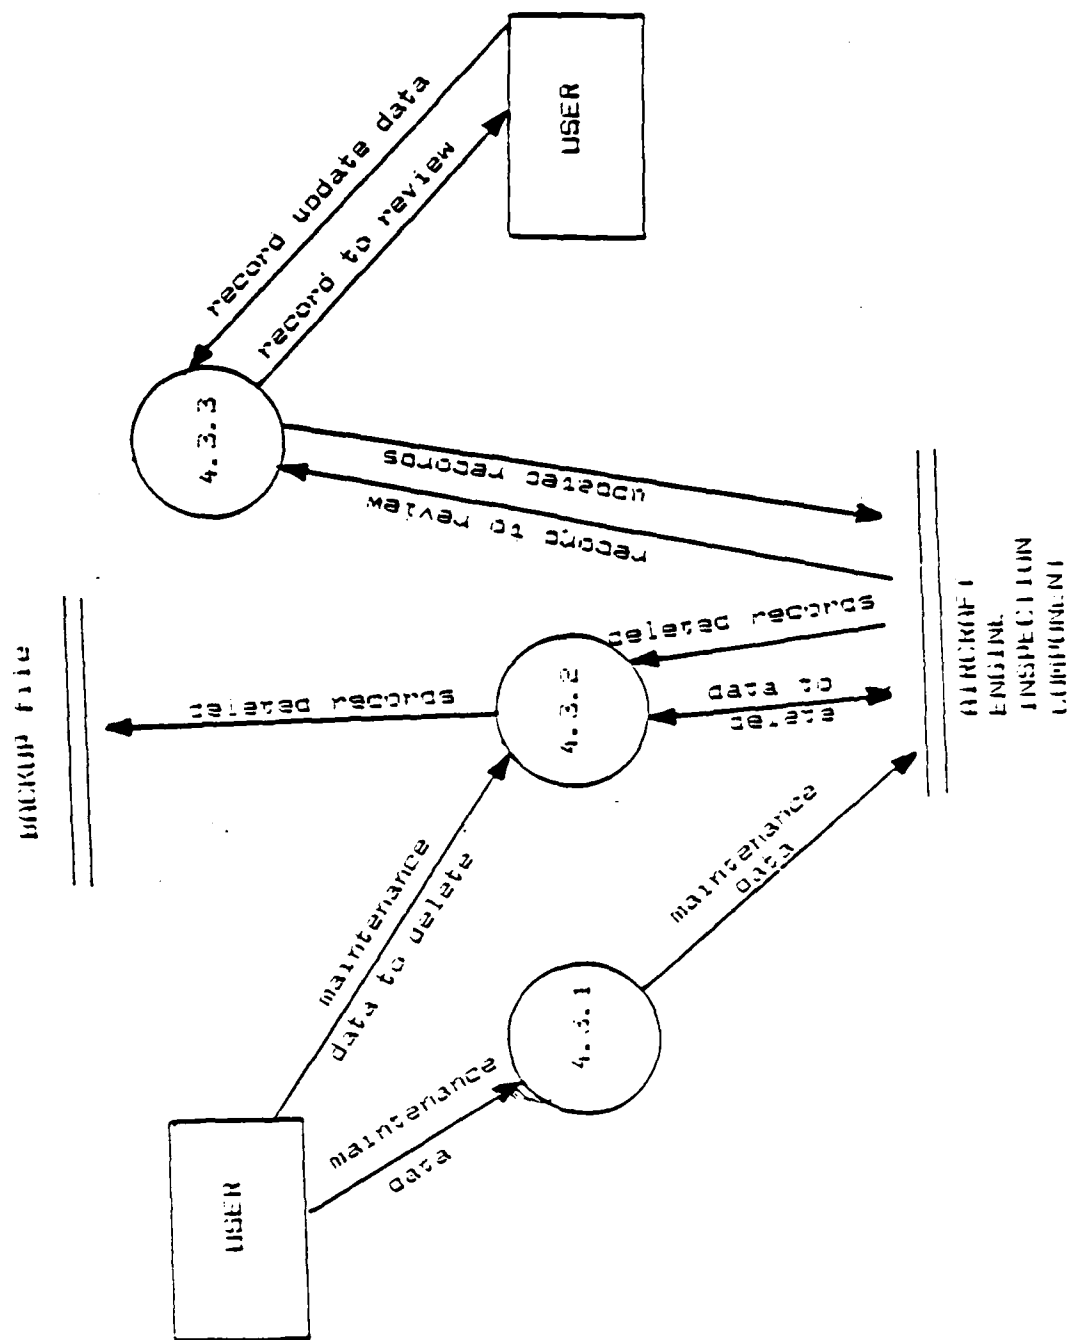 BACKUP file
USER
maintenance
data
maintenance
data to delete
4.3.1
maintenance
data
deleted records
4.3.2
data to
delete
deleted records
4.3.3
updated records
record to review
record update data
record to review
USER
AIRCRAFT
ENGINE
INSPECTION
COMPONENT